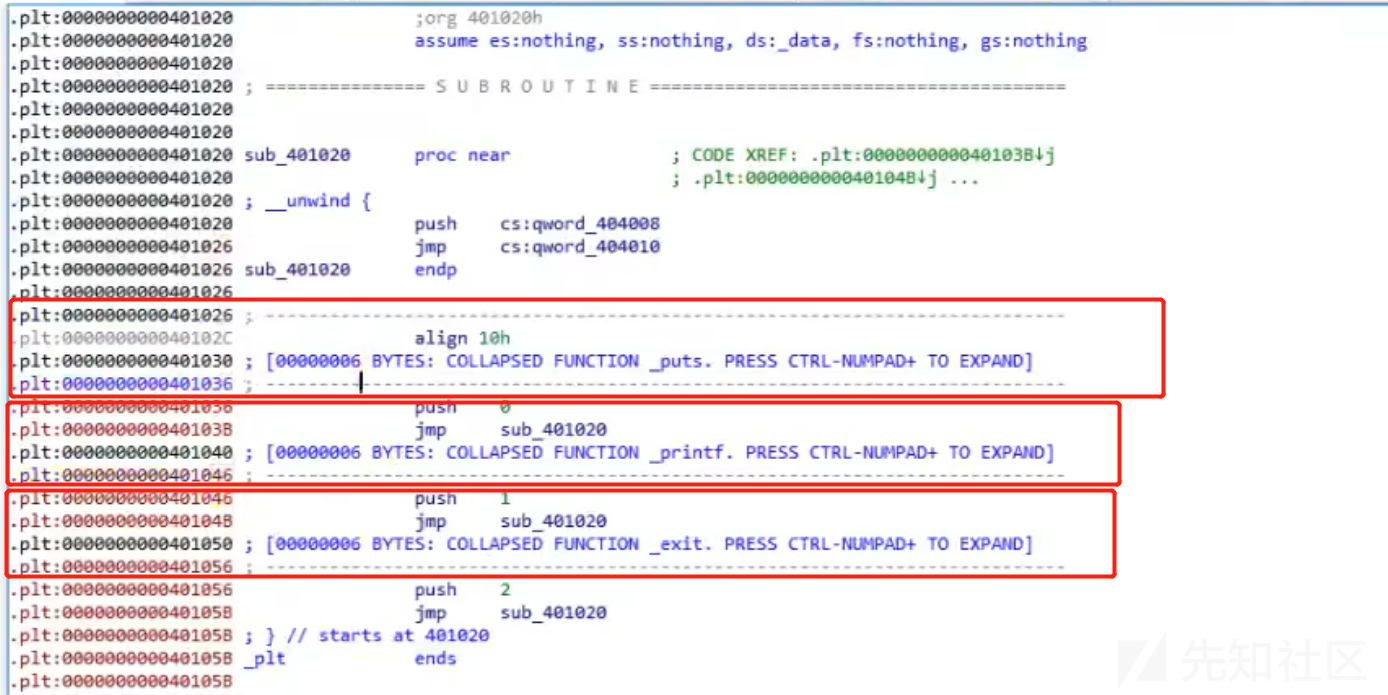 .plt:0000000000401020 ;org 401020h
.plt:0000000000401020 assume es:nothing, ss:nothing, ds:_data, fs:nothing, gs:nothing
.plt:0000000000401020
.plt:0000000000401020 ; =============== S U B R O U T I N E =======================================
.plt:0000000000401020
.plt:0000000000401020
.plt:0000000000401020 sub_401020 proc near ; CODE XREF: .plt:000000000040103B↓j
.plt:0000000000401020 ; .plt:000000000040104B↓j ...
.plt:0000000000401020 ; __unwind {
.plt:0000000000401020 push cs:qword_404008
.plt:0000000000401026 jmp cs:qword_404010
.plt:0000000000401026 sub_401020 endp
.plt:0000000000401026
.plt:0000000000401026 ; ---------------------------------------------------------------------------
.plt:000000000040102C align 10h
.plt:0000000000401030 ; [00000006 BYTES: COLLAPSED FUNCTION _puts. PRESS CTRL-NUMPAD+ TO EXPAND]
.plt:0000000000401036 ; ---------------------------------------------------------------------------
.plt:0000000000401036 push 0
.plt:000000000040103B jmp sub_401020
.plt:0000000000401040 ; [00000006 BYTES: COLLAPSED FUNCTION _printf. PRESS CTRL-NUMPAD+ TO EXPAND]
.plt:0000000000401046 ; ---------------------------------------------------------------------------
.plt:0000000000401046 push 1
.plt:000000000040104B jmp sub_401020
.plt:0000000000401050 ; [00000006 BYTES: COLLAPSED FUNCTION _exit. PRESS CTRL-NUMPAD+ TO EXPAND]
.plt:0000000000401056 ; ---------------------------------------------------------------------------
.plt:0000000000401056 push 2
.plt:000000000040105B jmp sub_401020
.plt:000000000040105B ; } // starts at 401020
.plt:000000000040105B _plt ends
.plt:000000000040105B
先知社区